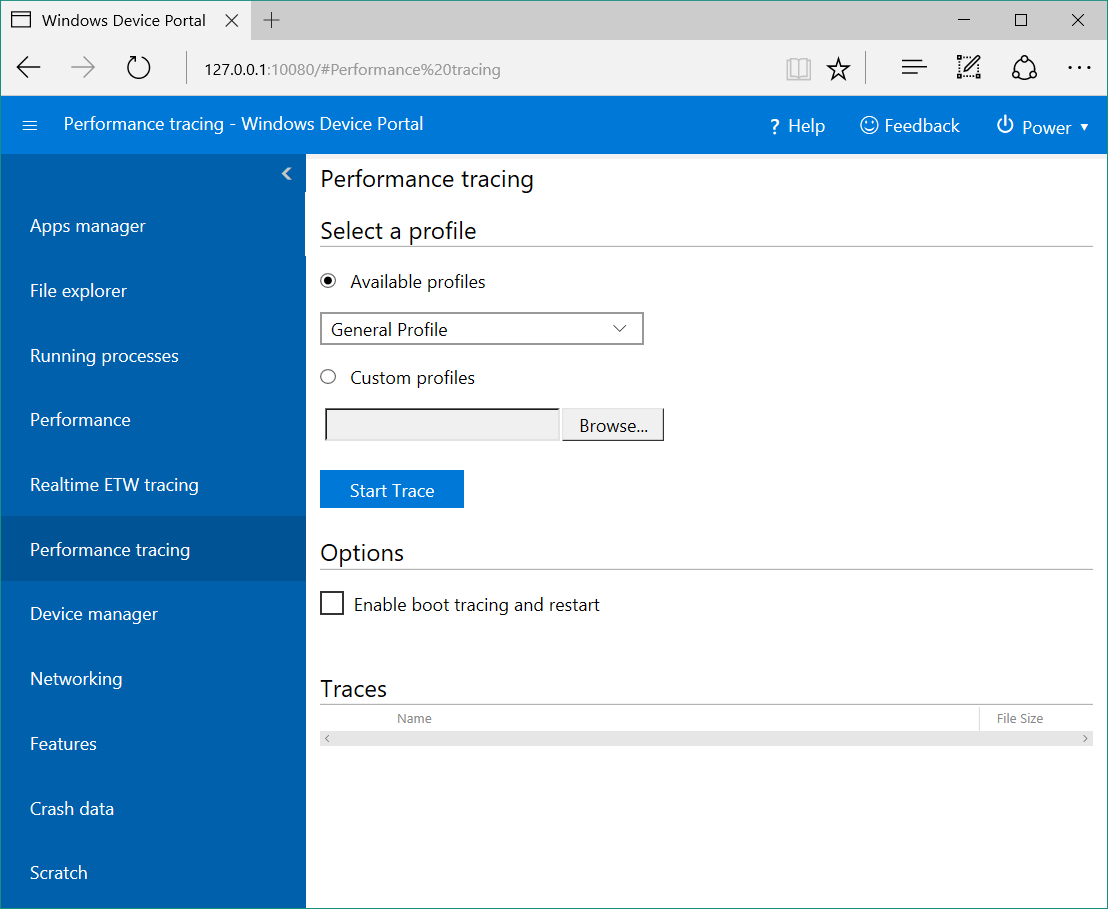 Windows Device Portal
127.0.0.1:10080/#Performance%20tracing
Performance tracing - Windows Device Portal
? Help
Feedback
Power
Apps manager
File explorer
Running processes
Performance
Realtime ETW tracing
Performance tracing
Device manager
Networking
Features
Crash data
Scratch
Performance tracing
Select a profile
Available profiles
General Profile
Custom profiles
Browse...
Start Trace
Options
Enable boot tracing and restart
Traces
Name File Size